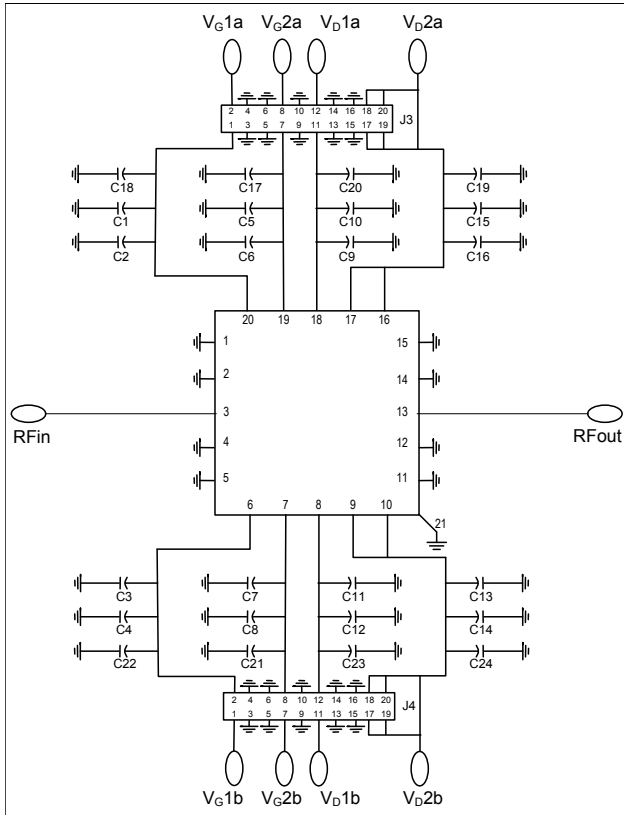 VG1a VG2a VD1a VD2a
2 4 6 8 10 12 14 16 18 20
1 3 5 7 9 11 13 15 17 19
J3
C18 C17 C20 C19
C1 C5 C10 C15
C2 C6 C9 C16
20 19 18 17 16
1 15
2 14
3 13
RFin RFout
4 12
5 11
6 7 8 9 10
21
C3 C7 C11 C13
C4 C8 C12 C14
C22 C21 C23 C24
2 4 6 8 10 12 14 16 18 20
1 3 5 7 9 11 13 15 17 19
J4
VG1b VG2b VD1b VD2b